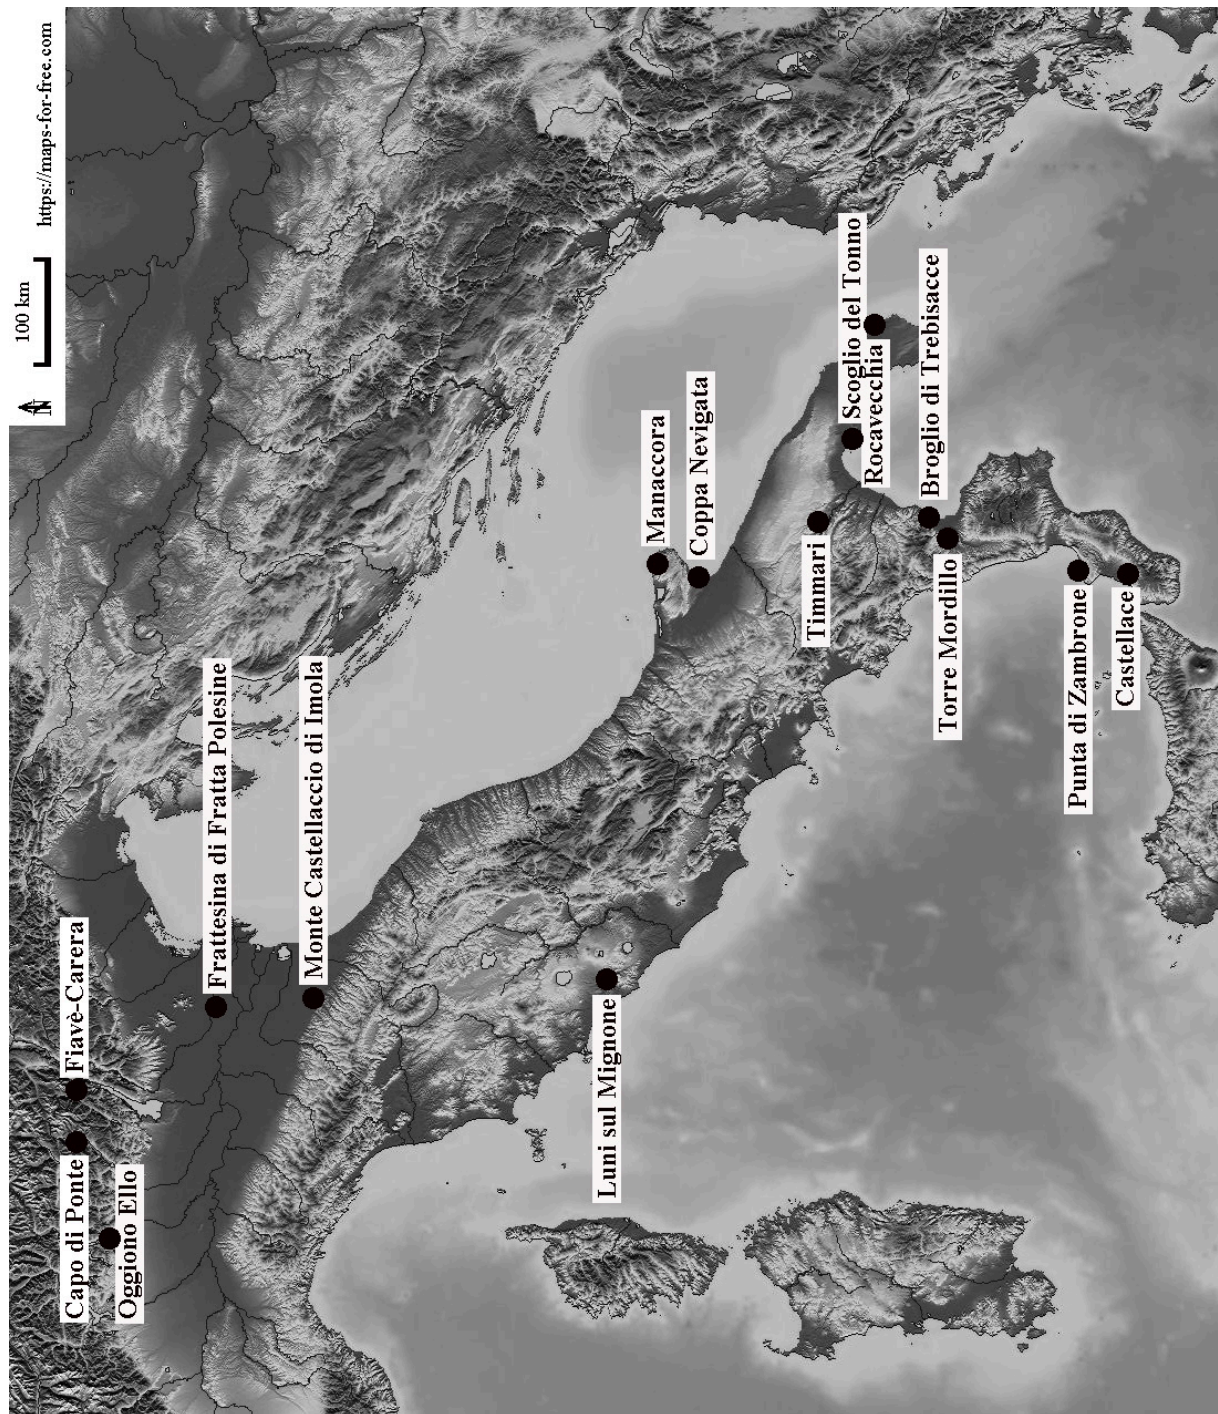 Capo di Ponte
Fiavè-Carera
Oggiono Ello
Frattesina di Fratta Polesine
Monte Castellaccio di Imola
N
100 km
https://maps-for-free.com
Luni sul Mignone
Manaccora
Coppa Nevigata
Timmari
Scoglio del Tonno
Rocavecchia
Broglio di Trebisacce
Torre Mordillo
Punta di Zambrone
Castellace